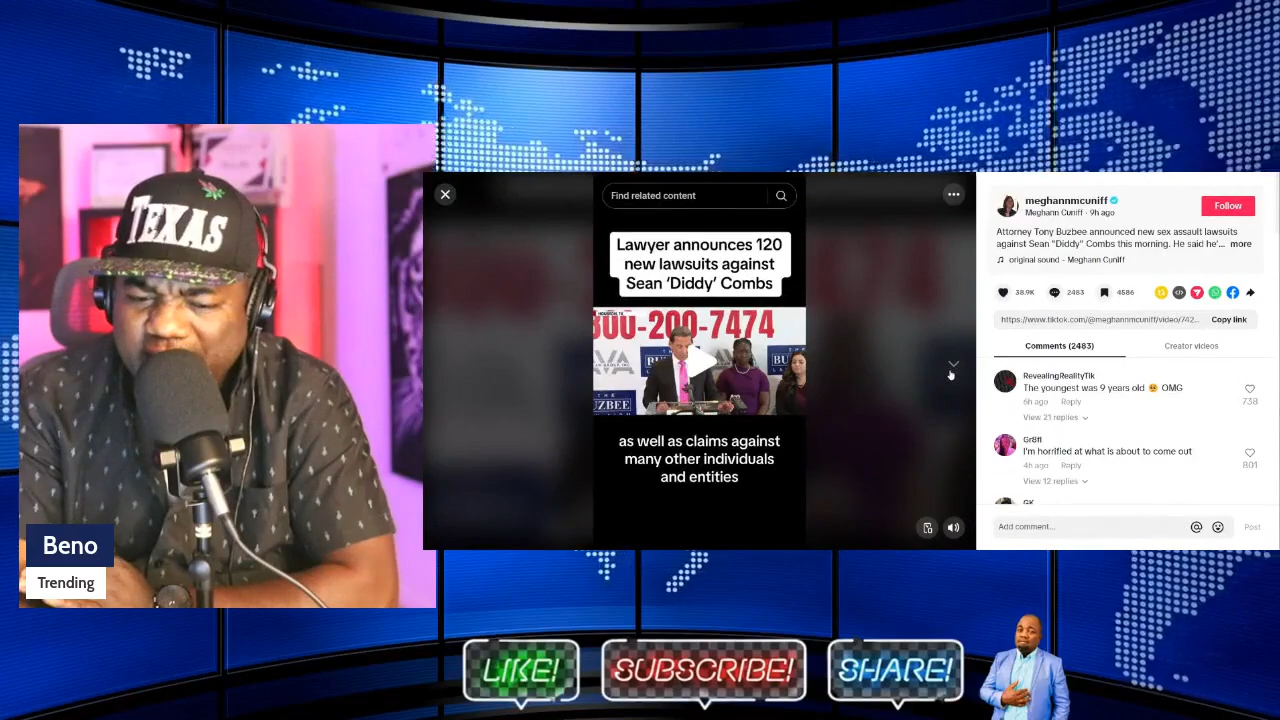 TEXAS
Beno
Trending
Find related content
Lawyer announces 120
new lawsuits against
Sean ‘Diddy’ Combs
800-200-7474
THE
BUZBEE
as well as claims against
many other individuals
and entities
meghannmcuniff
Meghann Cuniff · 9h ago
Follow
Attorney Tony Buzbee announced new sex assault lawsuits
against Sean "Diddy" Combs this morning. He said he'... more
original sound - Meghann Cuniff
38.9K
2483
4586
https://www.tiktok.com/@meghannmcuniff/video/742...
Copy link
Comments (2483)
Creator videos
RevealingRealityTik
The youngest was 9 years old 😕 OMG
6h ago
Reply
738
View 21 replies
Gr8fl
I'm horrified at what is about to come out
4h ago
Reply
801
View 12 replies
GK
Add comment...
Post
LIKE!
SUBSCRIBE!
SHARE!